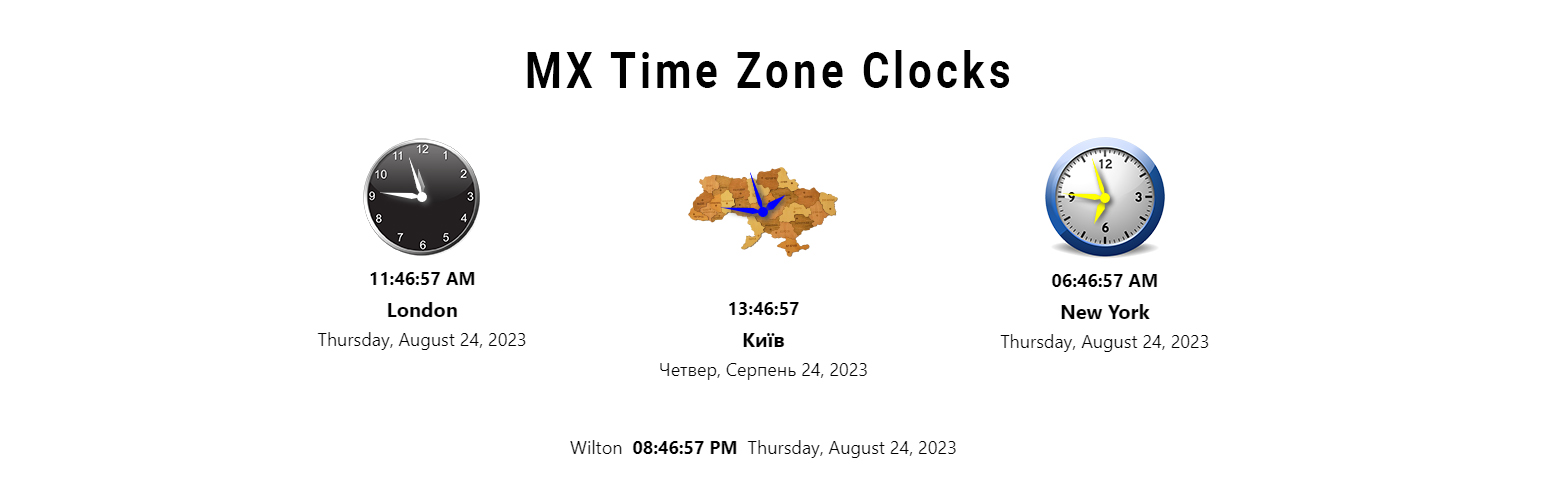 MX Time Zone Clocks
12
11 1
10 2
9 3
8 4
7 5
6
12
9 3
6
11:46:57 AM
London
Thursday, August 24, 2023
13:46:57
Київ
Четвер, Серпень 24, 2023
06:46:57 AM
New York
Thursday, August 24, 2023
Wilton 08:46:57 PM Thursday, August 24, 2023